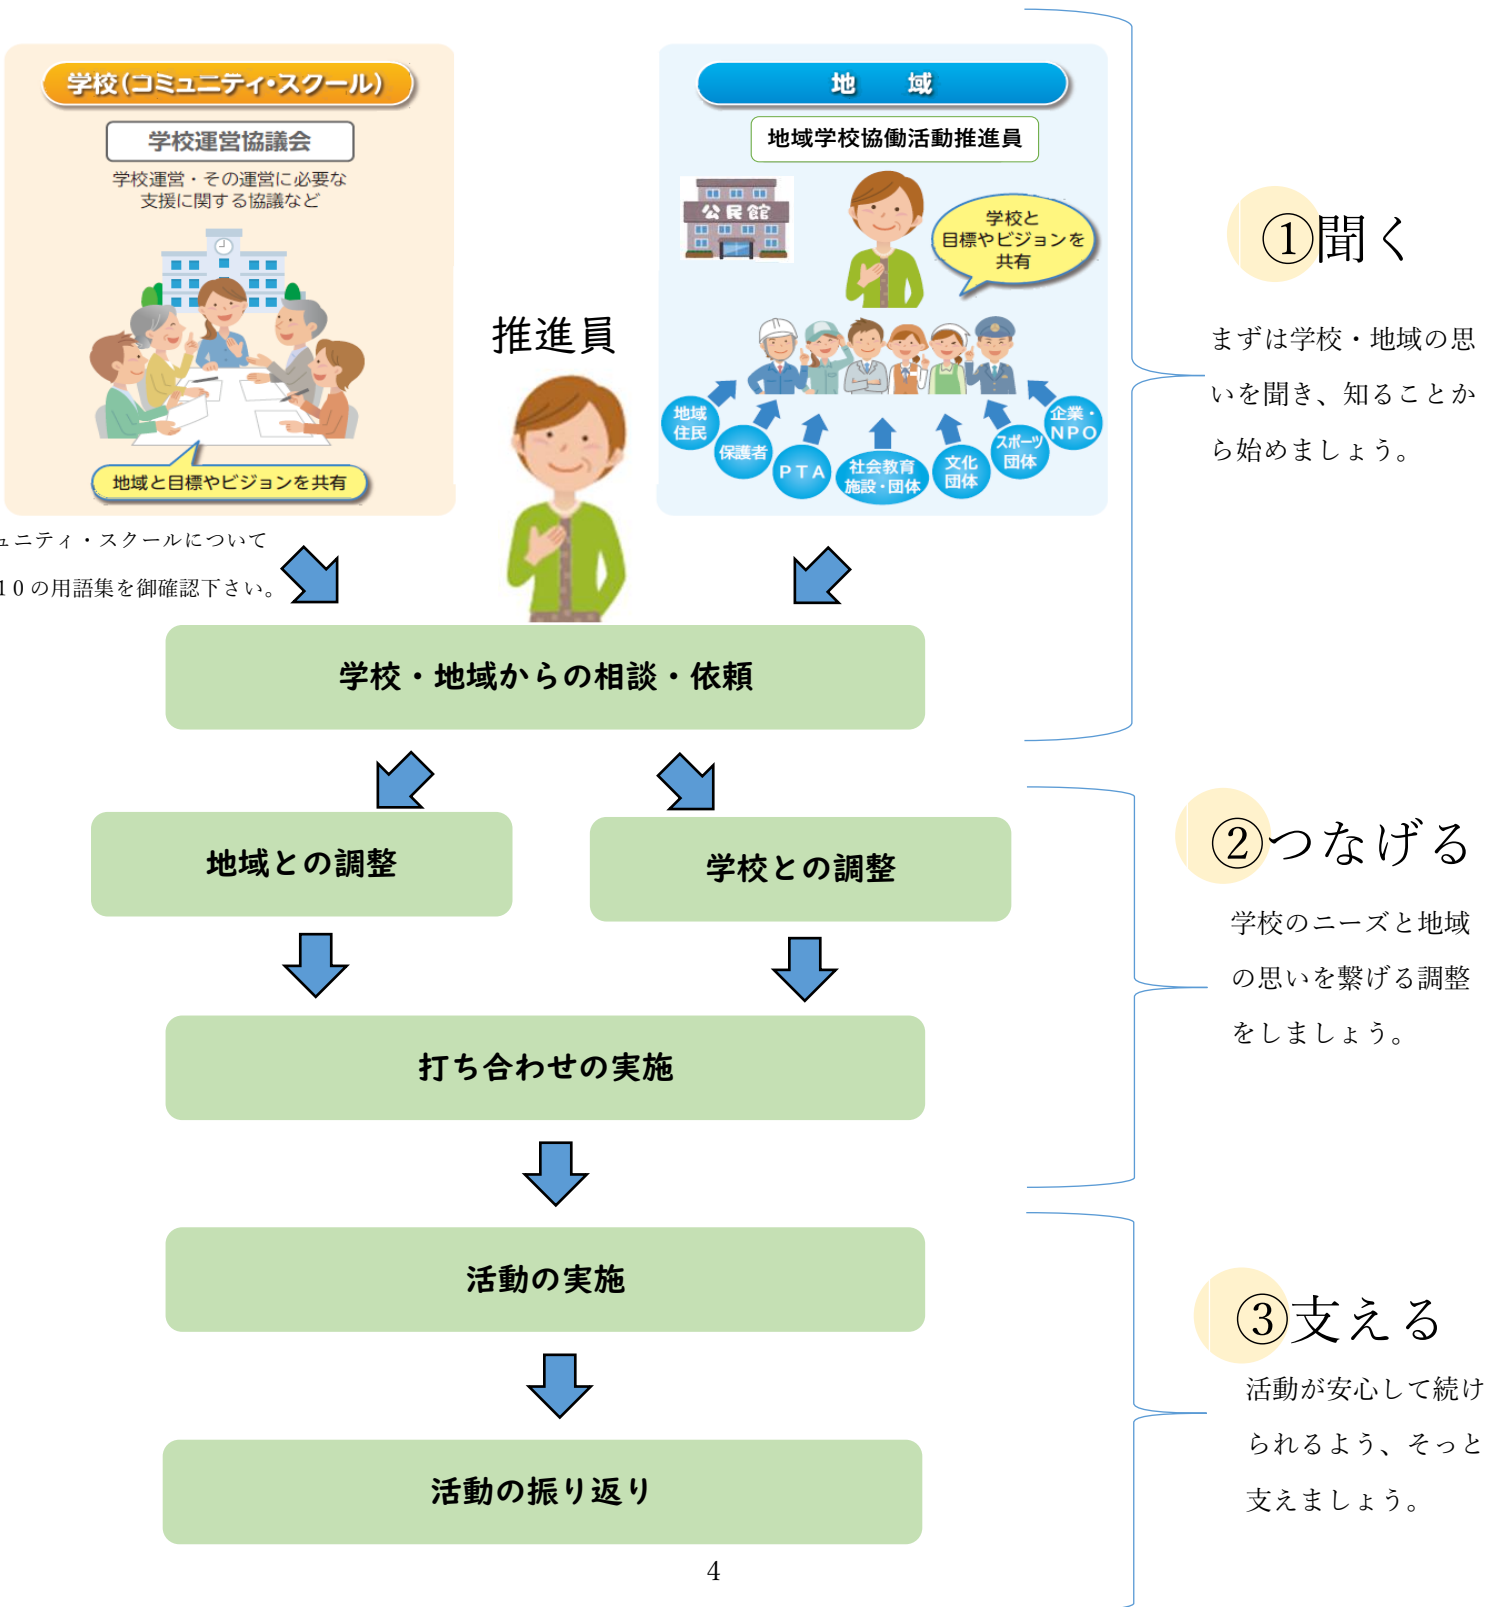 学校（コミュニティ・スクール）
学校運営協議会
学校運営・その運営に必要な
支援に関する協議など
地域と目標やビジョンを共有
ュニティ・スクールについて
１０の用語集を御確認下さい。
推進員
地　域
地域学校協働活動推進員
公民館
学校と
目標やビジョンを
共有
地域
住民
保護者
ＰＴＡ
社会教育
施設・団体
文化
団体
スポーツ
団体
企業・
ＮＰＯ
①聞く
まずは学校・地域の思
いを聞き、知ることか
ら始めましょう。
学校・地域からの相談・依頼
地域との調整
学校との調整
打ち合わせの実施
②つなげる
学校のニーズと地域
の思いを繋げる調整
をしましょう。
活動の実施
活動の振り返り
③支える
活動が安心して続け
られるよう、そっと
支えましょう。
4